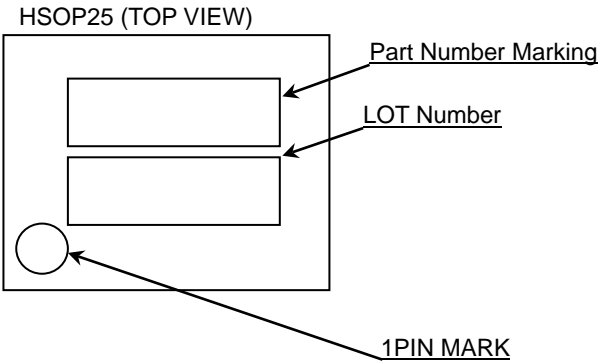 HSOP25 (TOP VIEW)
Part Number Marking
LOT Number
1PIN MARK